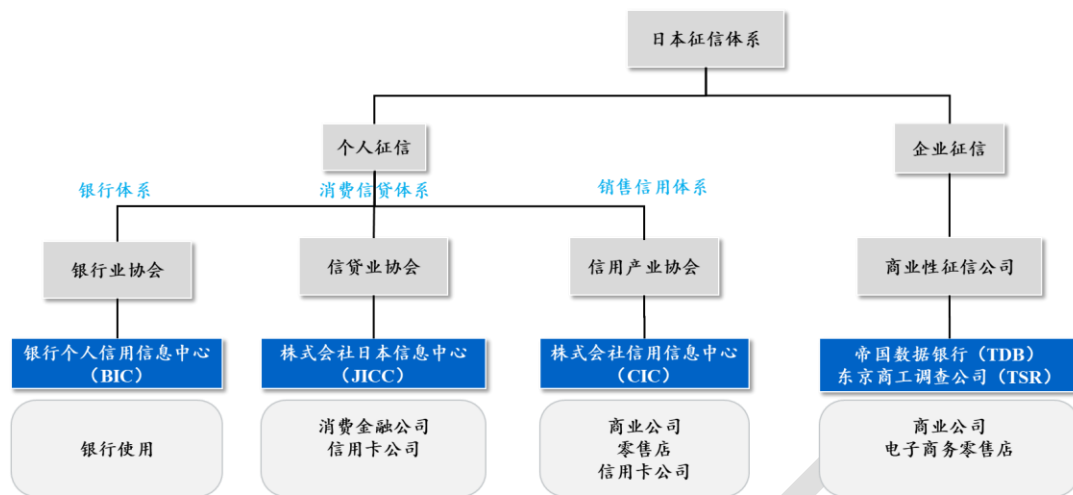 日本征信体系
个人征信
企业征信
银行体系
消费信贷体系
销售信用体系
银行业协会
信贷业协会
信用产业协会
商业性征信公司
银行个人信用信息中心
（BIC）
株式会社日本信息中心
（JICC）
株式会社信用信息中心
（CIC）
帝国数据银行（TDB）
东京商工调查公司（TSR）
银行使用
消费金融公司
信用卡公司
商业公司
零售店
信用卡公司
商业公司
电子商务零售店